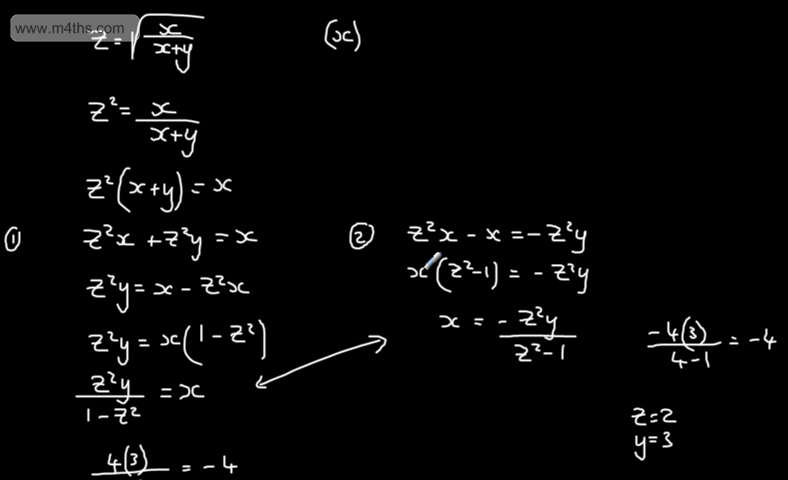 www.m4ths.com
z = √(x/(x+y)) (x)
z² = x/(x+y)
z²(x+y) = x
① z²x + z²y = x
z²y = x - z²x
z²y = x(1 - z²)
z²y/(1 - z²) = x
4(3)/ = -4
② z²x - x = -z²y
x(z²-1) = -z²y
x = -z²y/(z²-1)
-4(3)/(4-1) = -4
z=2
y=3